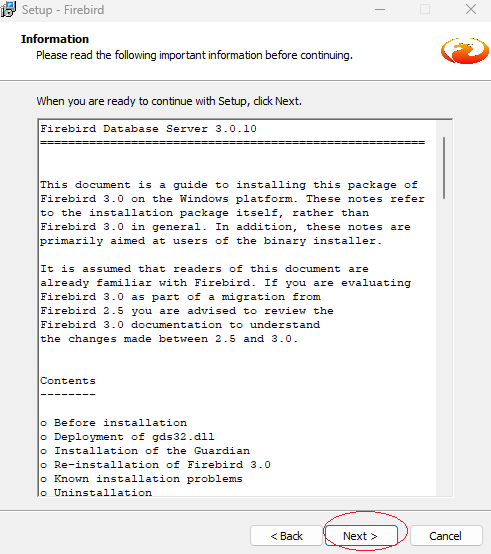 Setup - Firebird
Information
Please read the following important information before continuing.
When you are ready to continue with Setup, click Next.
Firebird Database Server 3.0.10
=======================================================
This document is a guide to installing this package of
Firebird 3.0 on the Windows platform. These notes refer
to the installation package itself, rather than
Firebird 3.0 in general. In addition, these notes are
primarily aimed at users of the binary installer.
It is assumed that readers of this document are
already familiar with Firebird. If you are evaluating
Firebird 3.0 as part of a migration from
Firebird 2.5 you are advised to review the
Firebird 3.0 documentation to understand
the changes made between 2.5 and 3.0.
Contents
--------
o Before installation
o Deployment of gds32.dll
o Installation of the Guardian
o Re-installation of Firebird 3.0
o Known installation problems
o Uninstallation
< Back
Next >
Cancel